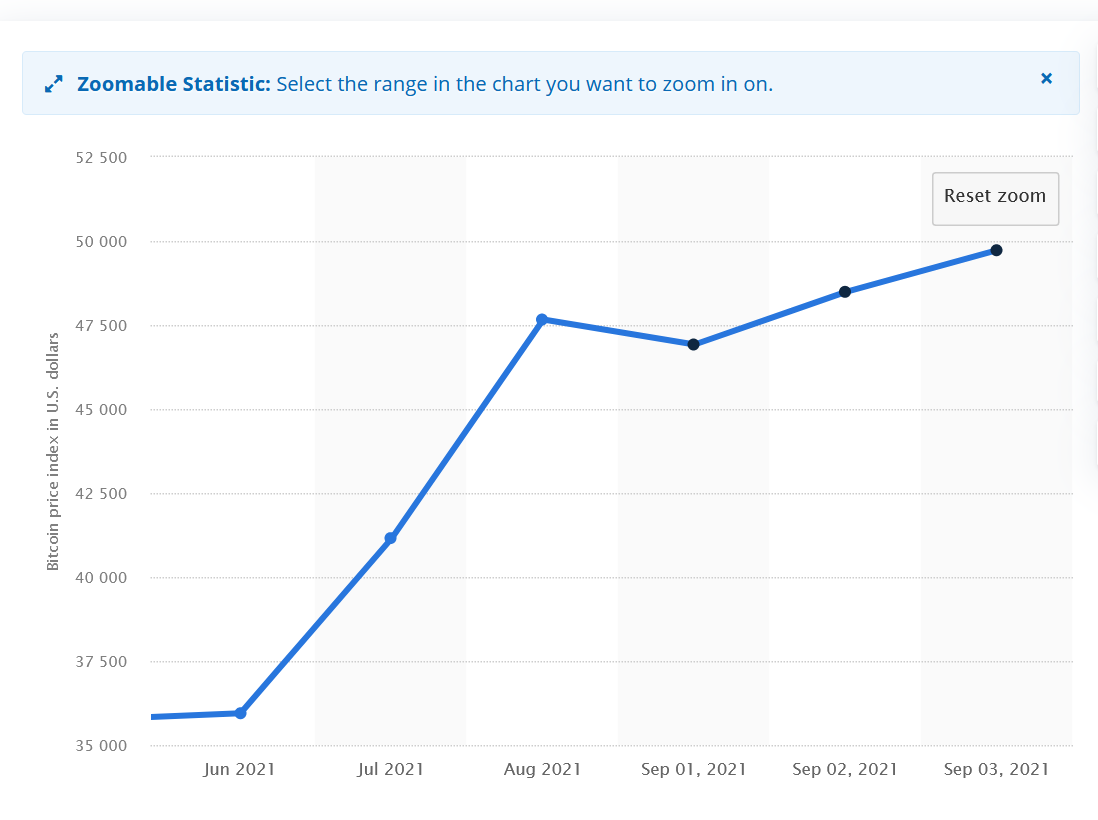 Zoomable Statistic: Select the range in the chart you want to zoom in on.
×
52 500
Reset zoom
50 000
47 500
45 000
42 500
40 000
37 500
35 000
Bitcoin price index in U.S. dollars
Jun 2021
Jul 2021
Aug 2021
Sep 01, 2021
Sep 02, 2021
Sep 03, 2021